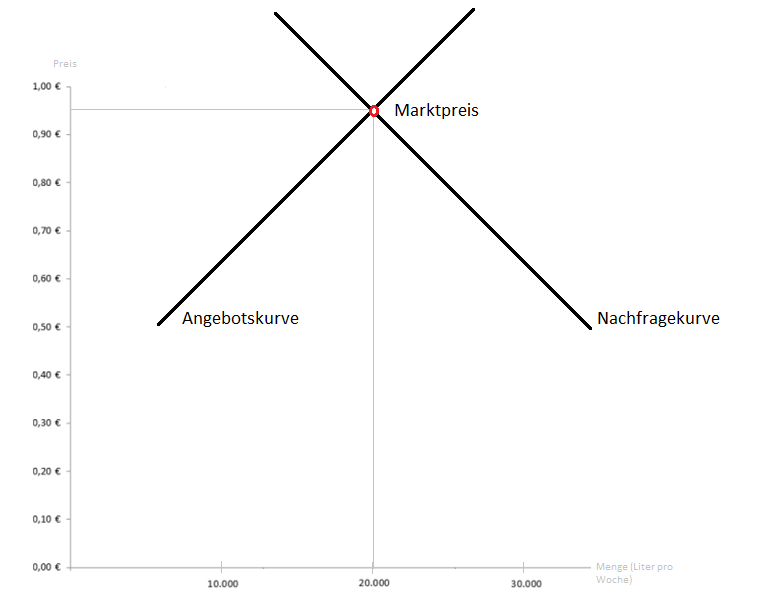 Preis
1,00 €
Marktpreis
0,90 €
0,80 €
0,70 €
0,60 €
Angebotskurve
Nachfragekurve
0,50 €
0,40 €
0,30 €
0,20 €
0,10 €
0,00 €
Menge (Liter pro
Woche)
10.000
20.000
30.000